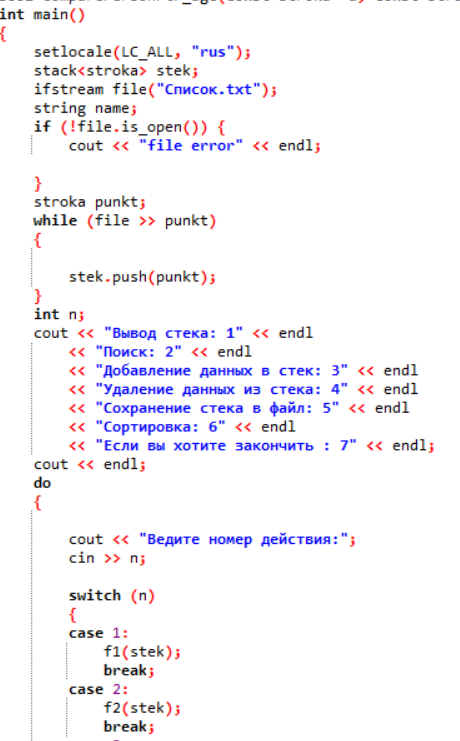 int main()
{
setlocale(LC_ALL, "rus");
stack<stroka> stek;
ifstream file("Список.txt");
string name;
if (!file.is_open()) {
cout << "file error" << endl;
}
stroka punkt;
while (file >> punkt)
{
stek.push(punkt);
}
int n;
cout << "Вывод стека: 1" << endl
<< "Поиск: 2" << endl
<< "Добавление данных в стек: 3" << endl
<< "Удаление данных из стека: 4" << endl
<< "Сохранение стека в файл: 5" << endl
<< "Сортировка: 6" << endl
<< "Если вы хотите закончить : 7" << endl;
cout << endl;
do
{
cout << "Ведите номер действия:";
cin >> n;
switch (n)
{
case 1:
f1(stek);
break;
case 2:
f2(stek);
break;